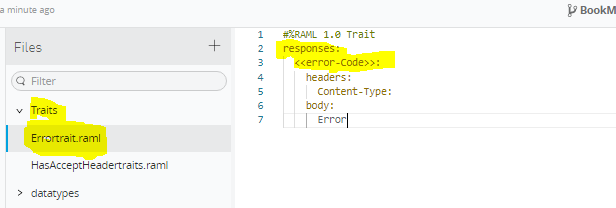 a minute ago
BookM
Files
Filter
Traits
Errortrait.raml
HasAcceptHeadertraits.raml
datatypes
1 #%RAML 1.0 Trait
2 responses:
3 <<error-Code>>:
4 headers:
5 Content-Type:
6 body:
7 Error